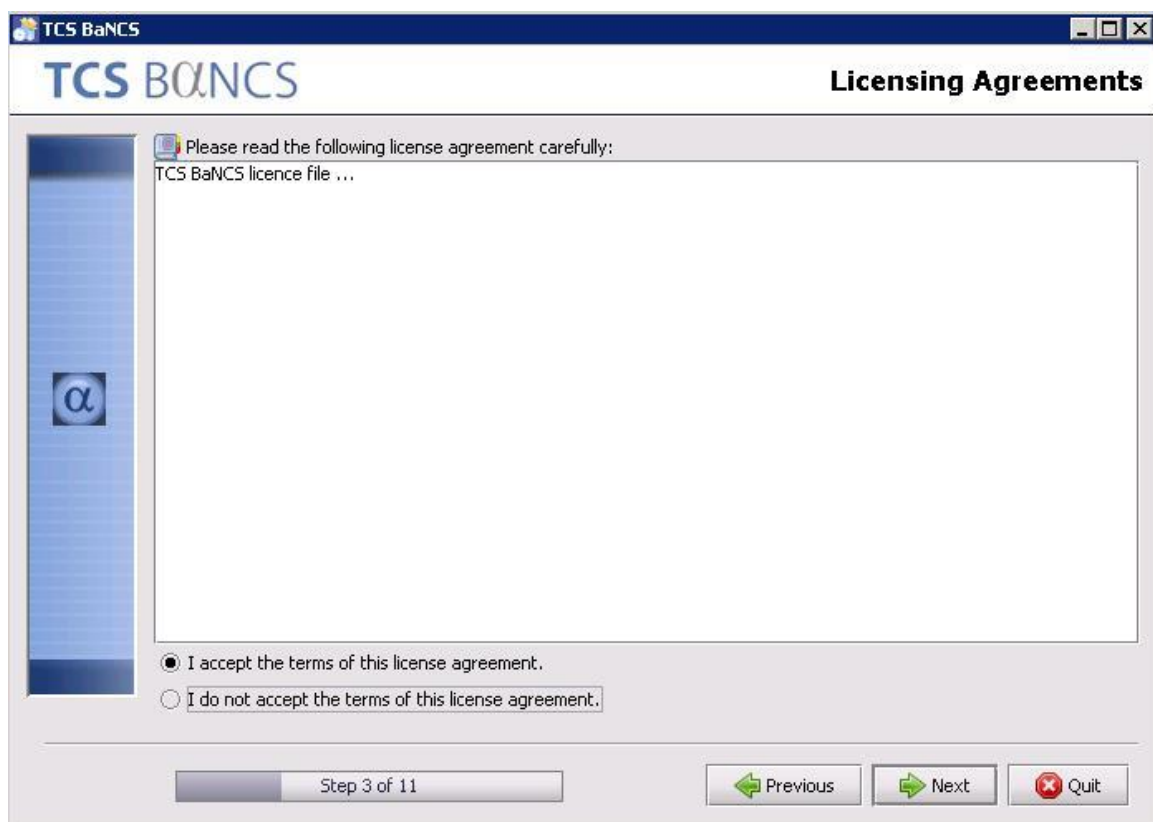 TCS BaNCS
TCS BαNCS
Licensing Agreements
Please read the following license agreement carefully:
TCS BaNCS licence file ...
α
I accept the terms of this license agreement.
I do not accept the terms of this license agreement.
Step 3 of 11
Previous
Next
Quit